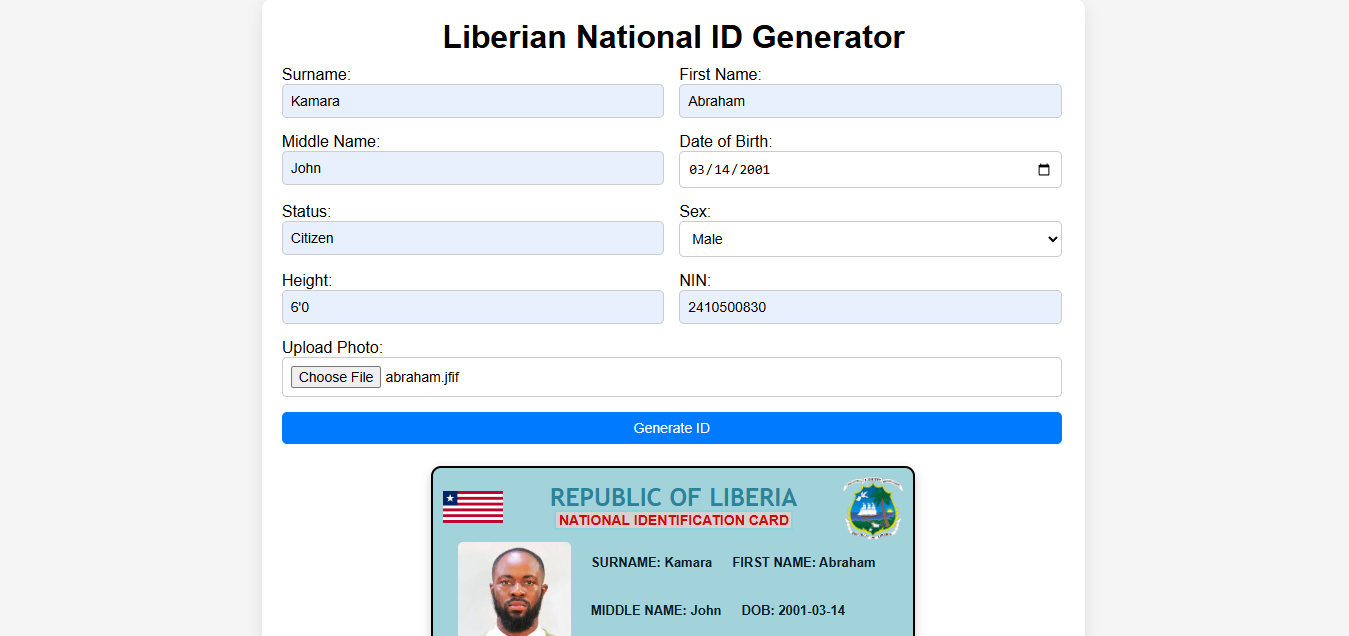 Liberian National ID Generator
Surname: First Name:
Kamara Abraham
Middle Name: Date of Birth:
John 03/14/2001
Status: Sex:
Citizen Male
Height: NIN:
6'0 2410500830
Upload Photo:
Choose File abraham.jfif
Generate ID
REPUBLIC OF LIBERIA
NATIONAL IDENTIFICATION CARD
SURNAME: Kamara FIRST NAME: Abraham
MIDDLE NAME: John DOB: 2001-03-14